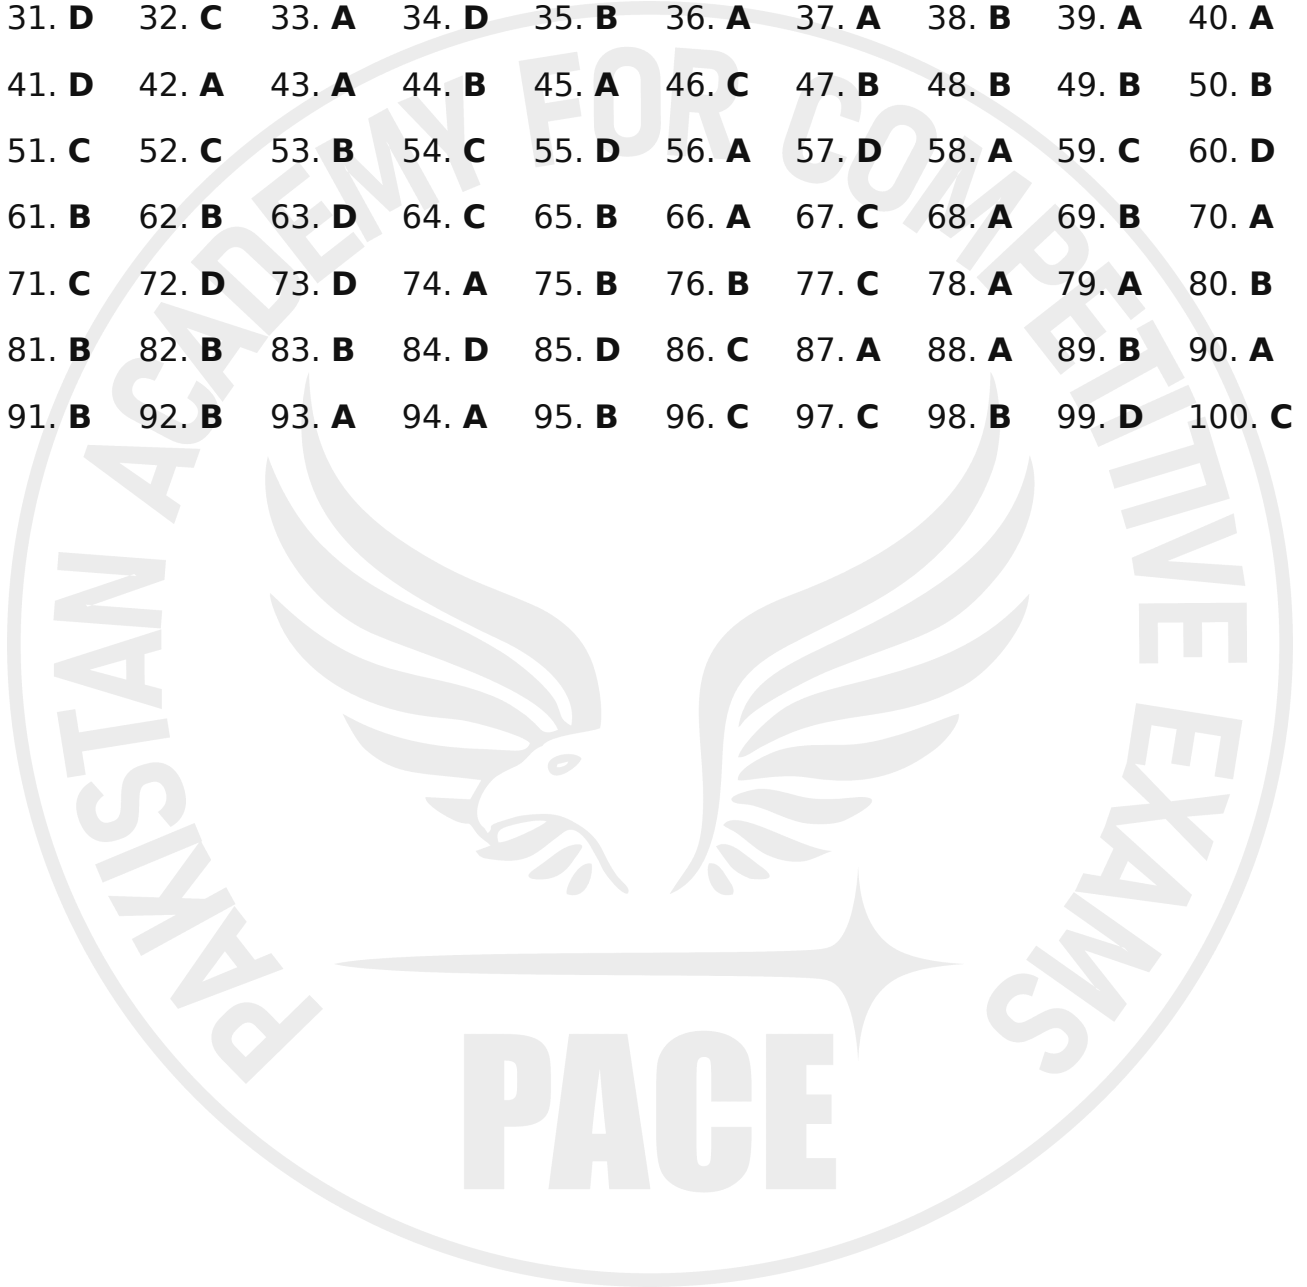 31. D 32. C 33. A 34. D 35. B 36. A 37. A 38. B 39. A 40. A
41. D 42. A 43. A 44. B 45. A 46. C 47. B 48. B 49. B 50. B
51. C 52. C 53. B 54. C 55. D 56. A 57. D 58. A 59. C 60. D
61. B 62. B 63. D 64. C 65. B 66. A 67. C 68. A 69. B 70. A
71. C 72. D 73. D 74. A 75. B 76. B 77. C 78. A 79. A 80. B
81. B 82. B 83. B 84. D 85. D 86. C 87. A 88. A 89. B 90. A
91. B 92. B 93. A 94. A 95. B 96. C 97. C 98. B 99. D 100. C
PAKISTAN ACADEMY FOR COMPETITIVE EXAMS
PACE